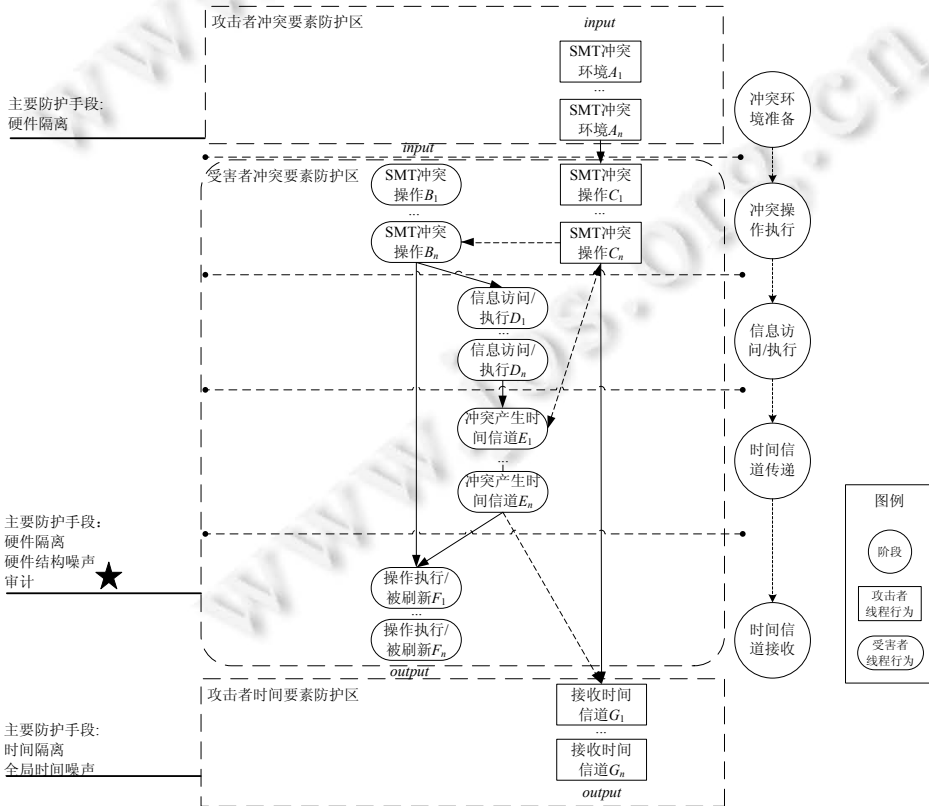 攻击者冲突要素防护区
input
SMT冲突
环境A1
...
SMT冲突
环境An
主要防护手段:
硬件隔离
冲突环
境准备
input
受害者冲突要素防护区
SMT冲突
操作B1
...
SMT冲突
操作Bn
SMT冲突
操作C1
...
SMT冲突
操作Cn
冲突操
作执行
信息访问/
执行D1
...
信息访问/
执行Dn
信息访
问/执行
冲突产生时
间信道E1
...
冲突产生时
间信道En
时间信
道传递
主要防护手段：
硬件隔离
硬件结构噪声
审计
操作执行/
被刷新F1
...
操作执行/
被刷新Fn
output
时间信
道接收
图例
阶段
攻击者
线程行为
受害者
线程行为
攻击者时间要素防护区
接收时间
信道G1
...
接收时间
信道Gn
output
主要防护手段:
时间隔离
全局时间噪声
www.jos.org.cn